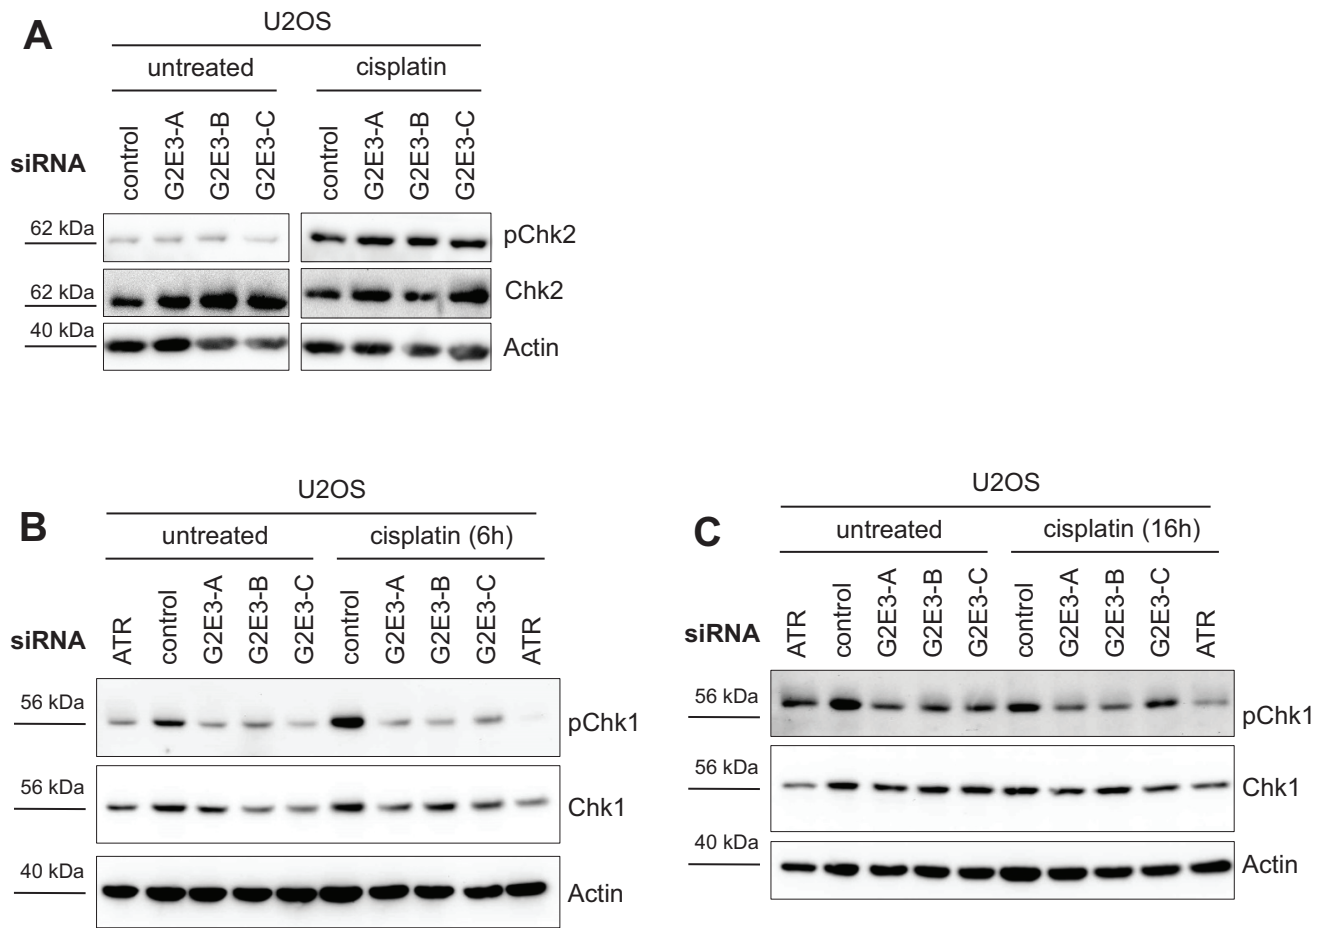 A
U2OS
untreated cisplatin
siRNA control G2E3-A G2E3-B G2E3-C control G2E3-A G2E3-B G2E3-C
62 kDa pChk2
62 kDa Chk2
40 kDa Actin
B
U2OS
untreated cisplatin (6h)
siRNA ATR control G2E3-A G2E3-B G2E3-C control G2E3-A G2E3-B G2E3-C ATR
56 kDa pChk1
56 kDa Chk1
40 kDa Actin
C
U2OS
untreated cisplatin (16h)
siRNA ATR control G2E3-A G2E3-B G2E3-C control G2E3-A G2E3-B G2E3-C ATR
56 kDa pChk1
56 kDa Chk1
40 kDa Actin